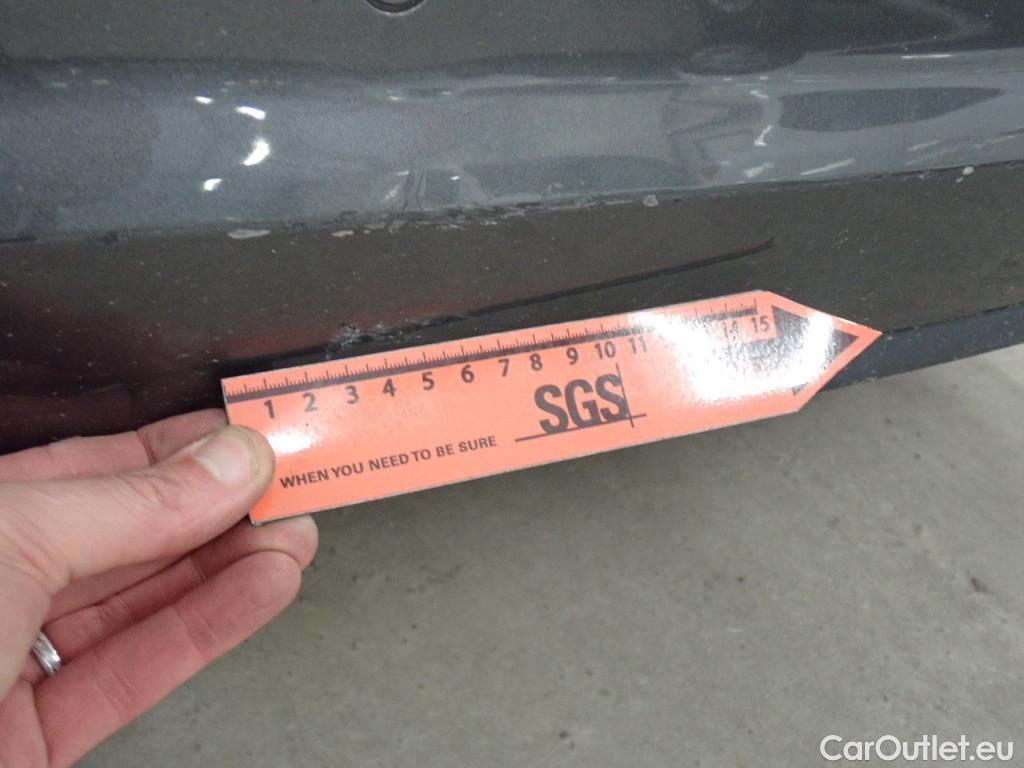 1 2 3 4 5 6 7 8 9 10 11 14 15
SGS
WHEN YOU NEED TO BE SURE
CarOutlet.eu